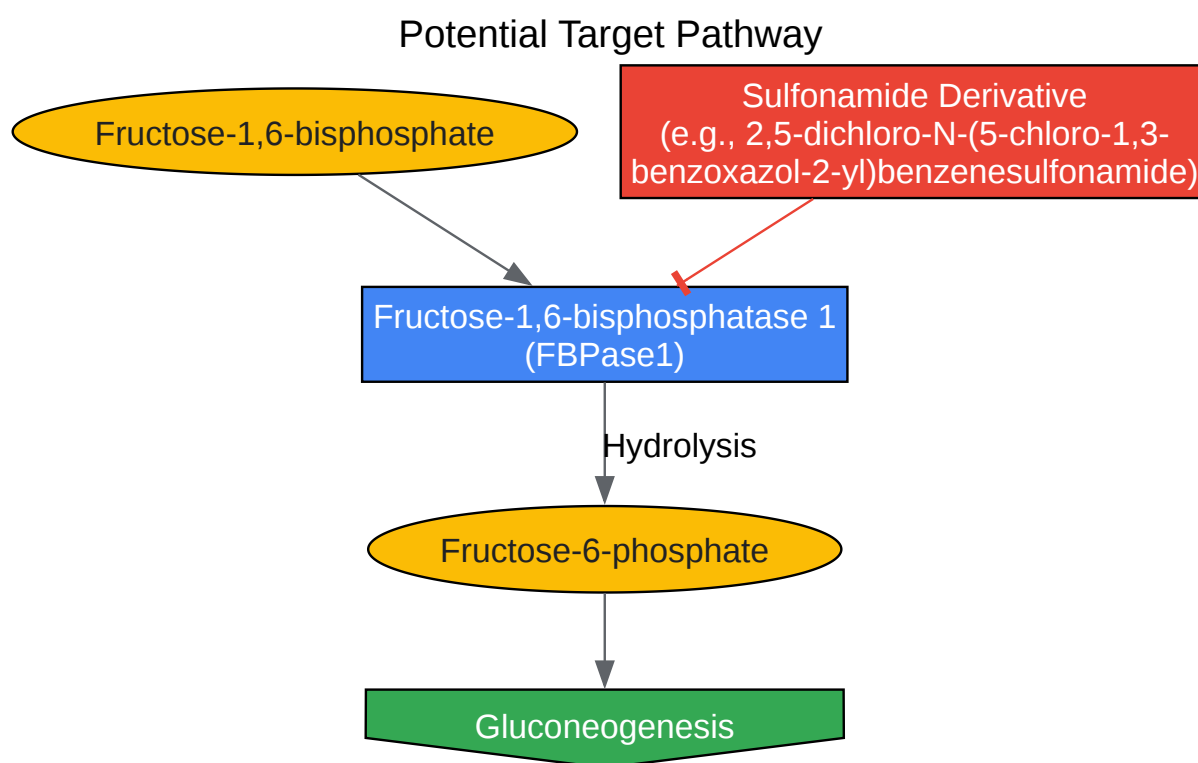 Potential Target Pathway
Fructose-1,6-bisphosphate
Sulfonamide Derivative
(e.g., 2,5-dichloro-N-(5-chloro-1,3-
benzoxazol-2-yl)benzenesulfonamide)
Fructose-1,6-bisphosphatase 1
(FBPase1)
Hydrolysis
Fructose-6-phosphate
Gluconeogenesis